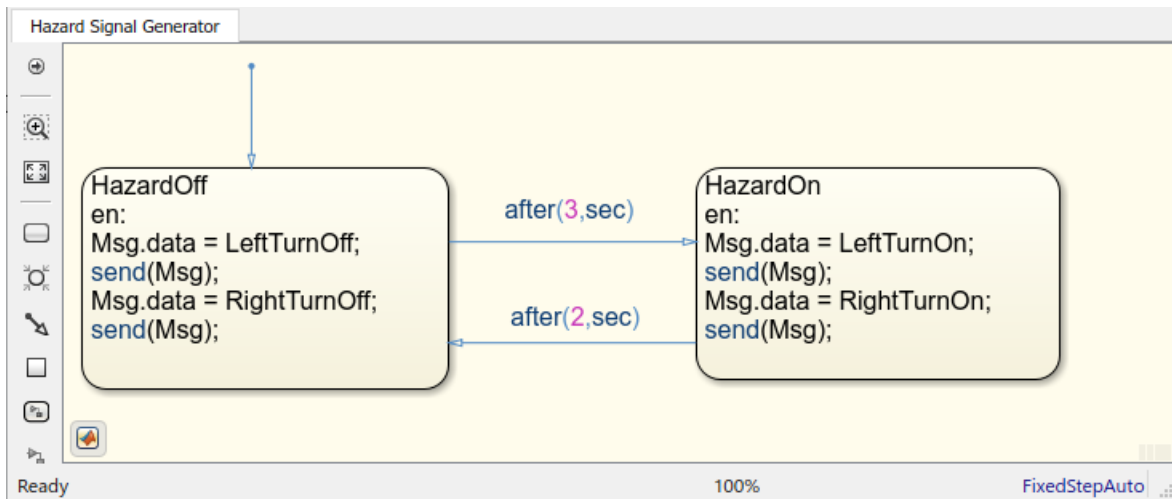 Hazard Signal Generator
HazardOff
en:
Msg.data = LeftTurnOff;
send(Msg);
Msg.data = RightTurnOff;
send(Msg);
after(3,sec)
after(2,sec)
HazardOn
en:
Msg.data = LeftTurnOn;
send(Msg);
Msg.data = RightTurnOn;
send(Msg);
Ready
100%
FixedStepAuto